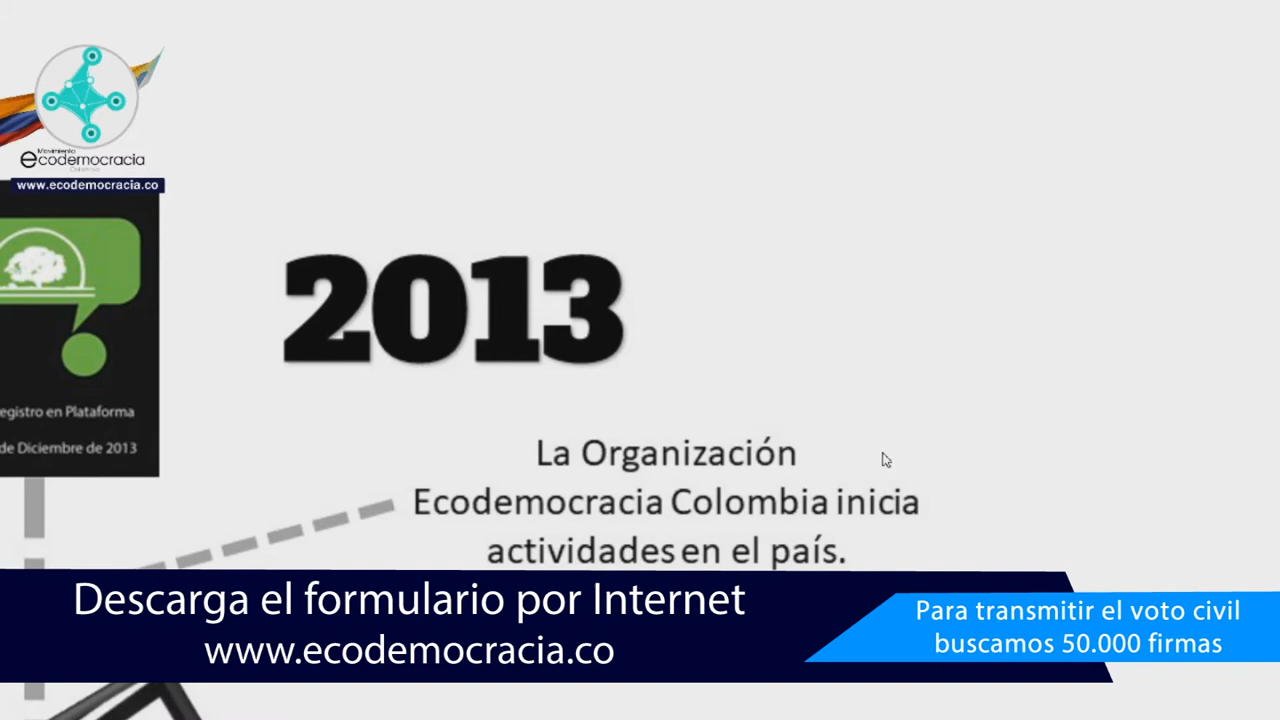 Movimiento
ecodemocracia
Colombia
www.ecodemocracia.co
egistro en Plataforma
de Diciembre de 2013
2013
La Organización
Ecodemocracia Colombia inicia
actividades en el país.
Descarga el formulario por Internet
www.ecodemocracia.co
Para transmitir el voto civil
buscamos 50.000 firmas